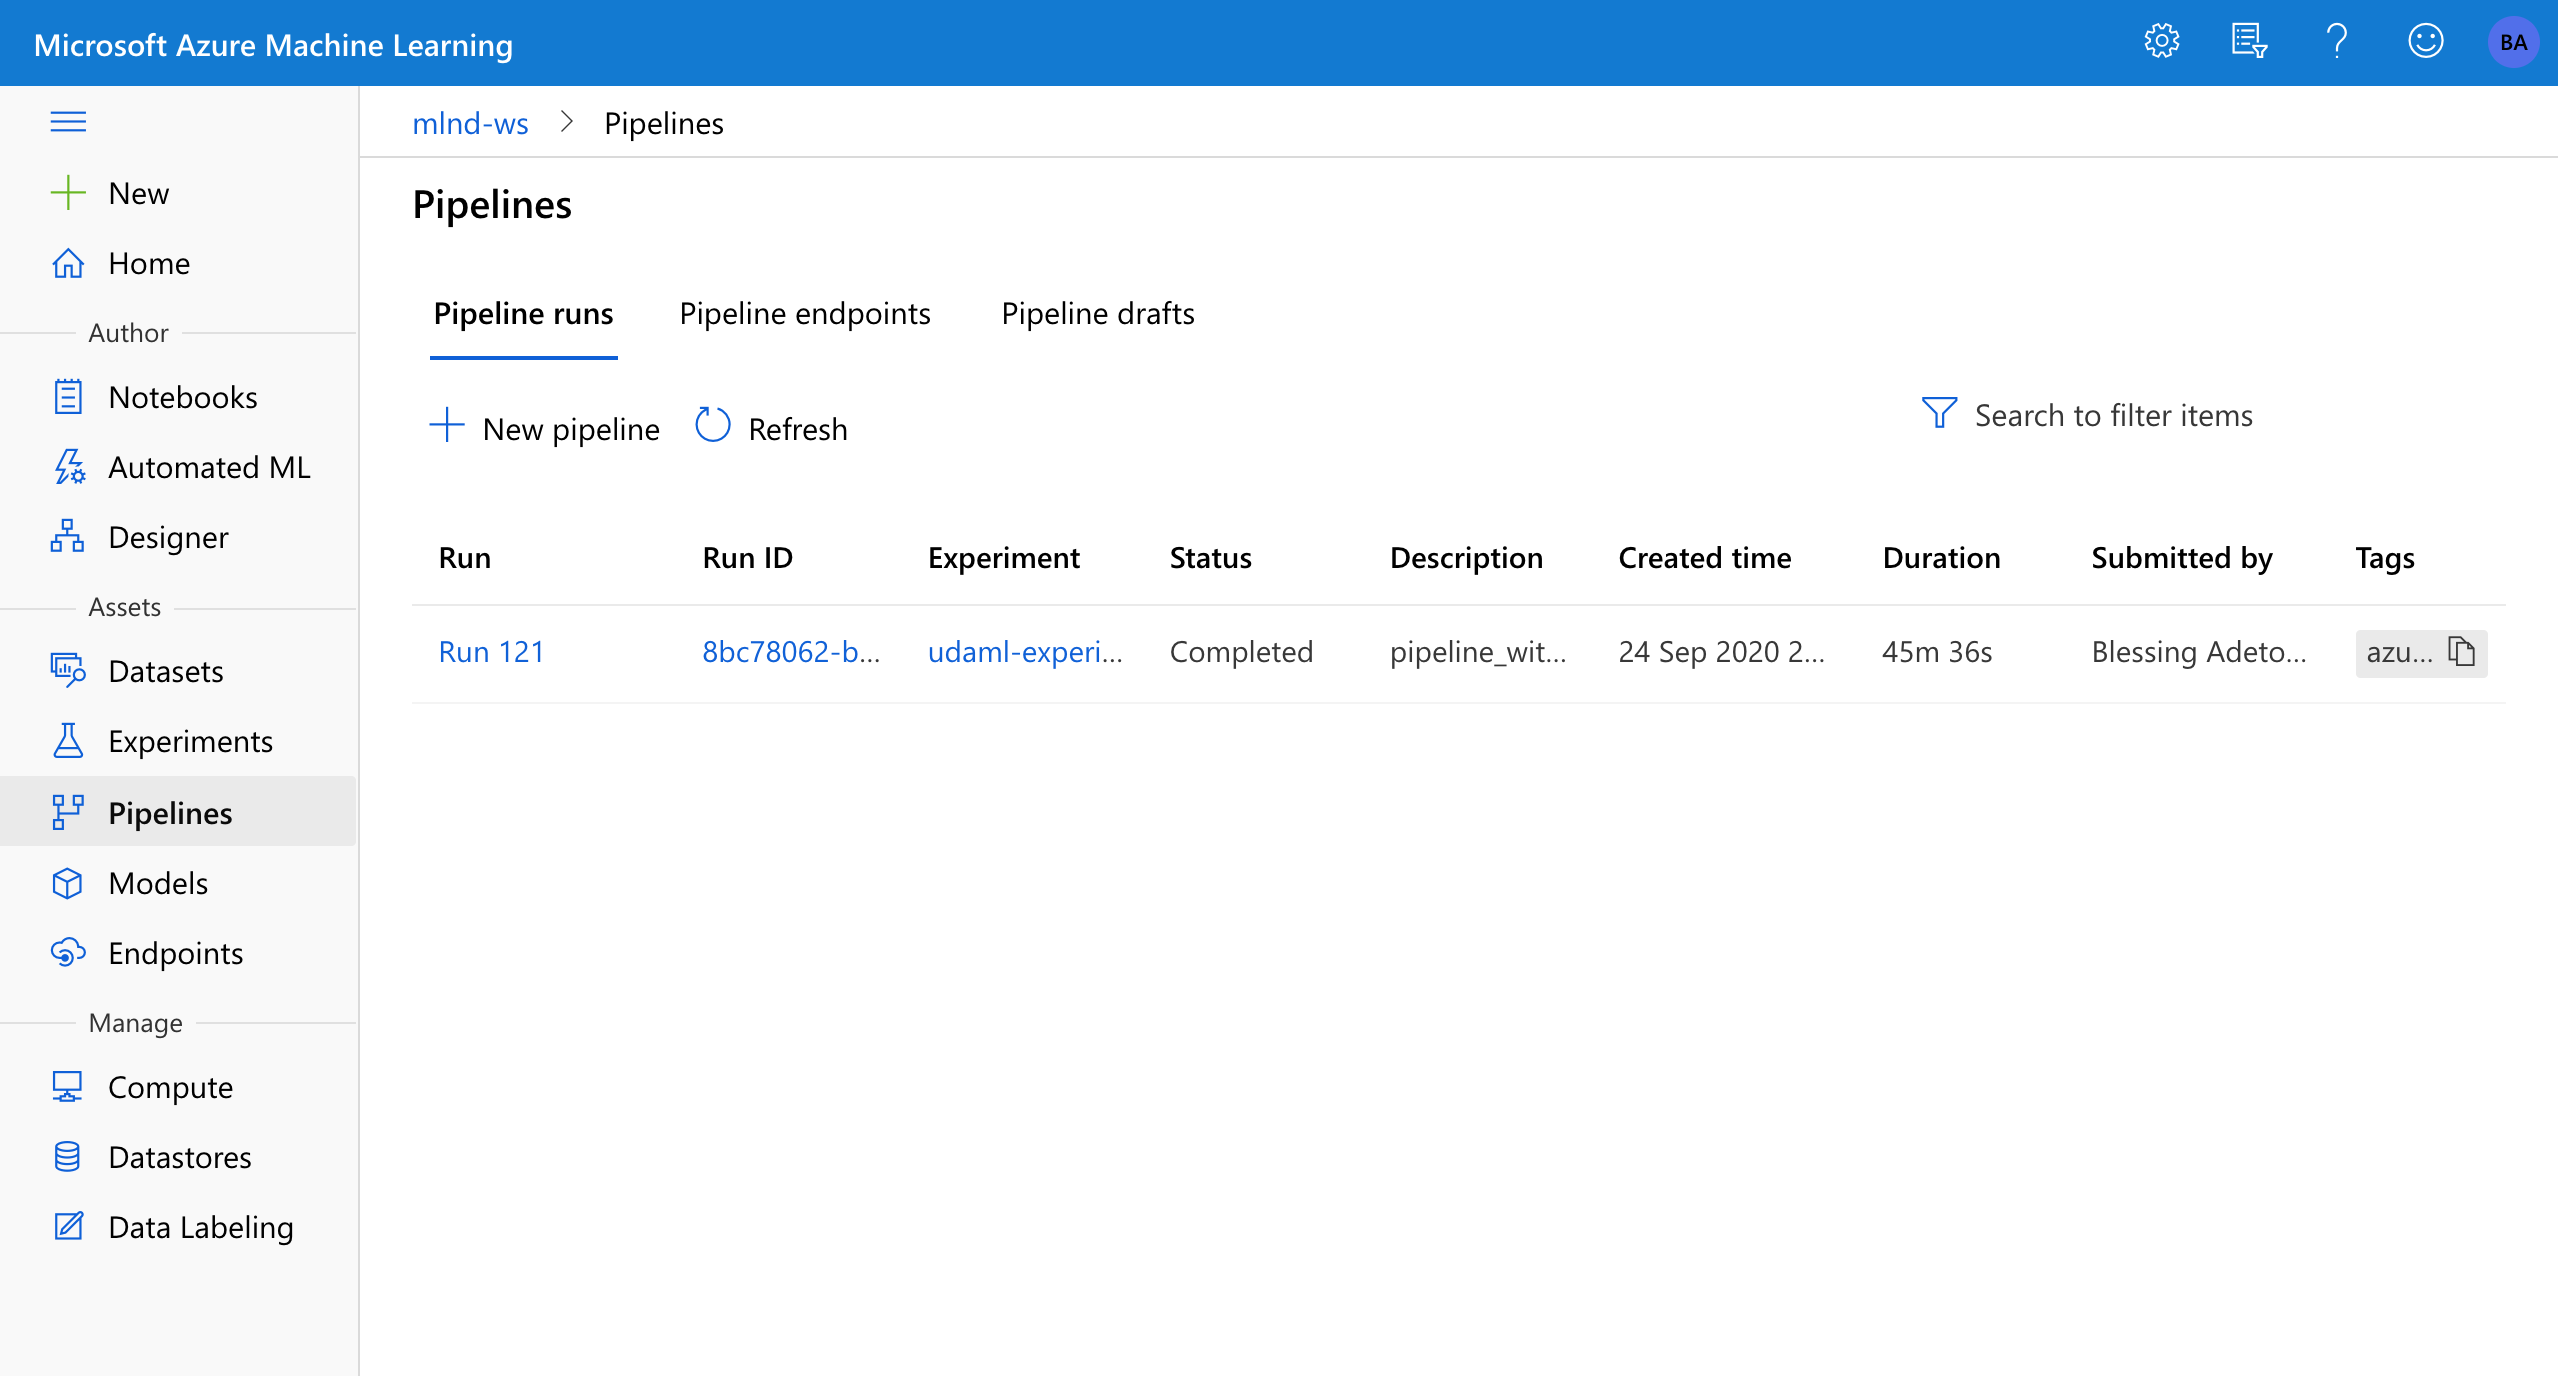 Microsoft Azure Machine Learning
BA
New
Home
Author
Notebooks
Automated ML
Designer
Assets
Datasets
Experiments
Pipelines
Models
Endpoints
Manage
Compute
Datastores
Data Labeling
mlnd-ws > Pipelines
Pipelines
Pipeline runs Pipeline endpoints Pipeline drafts
New pipeline Refresh Search to filter items
Run Run ID Experiment Status Description Created time Duration Submitted by Tags
Run 121 8bc78062-b... udaml-experi... Completed pipeline_wit... 24 Sep 2020 2... 45m 36s Blessing Adeto... azu...